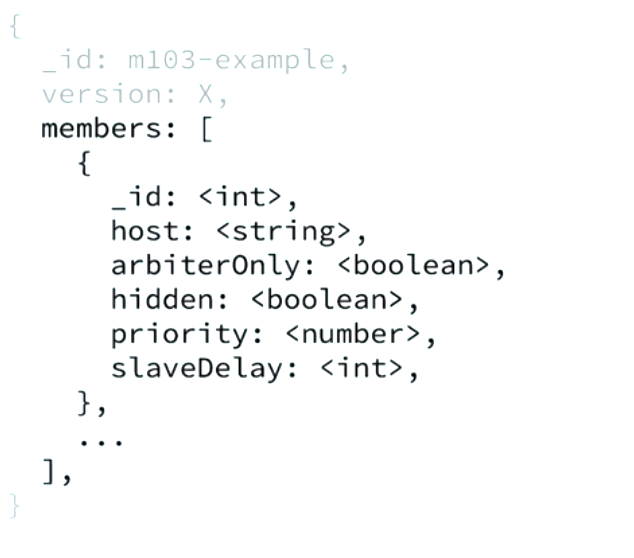 {
  _id: m103-example,
  version: X,
  members: [
    {
      _id: <int>,
      host: <string>,
      arbiterOnly: <boolean>,
      hidden: <boolean>,
      priority: <number>,
      slaveDelay: <int>,
    },
    ...
  ],
}